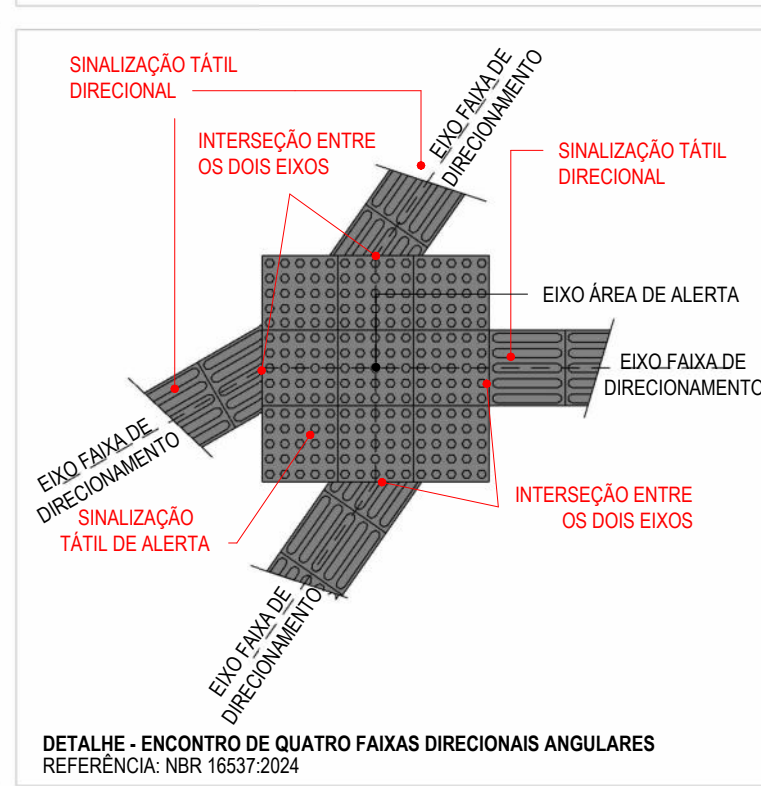 SINALIZAÇÃO TÁTIL
DIRECIONAL
EIXO FAIXA DE
DIRECIONAMENTO
INTERSEÇÃO ENTRE
OS DOIS EIXOS
SINALIZAÇÃO TÁTIL
DIRECIONAL
EIXO ÁREA DE ALERTA
EIXO FAIXA DE
DIRECIONAMENTO
EIXO FAIXA DE
DIRECIONAMENTO
SINALIZAÇÃO
TÁTIL DE ALERTA
INTERSEÇÃO ENTRE
OS DOIS EIXOS
EIXO FAIXA DE
DIRECIONAMENTO
DETALHE - ENCONTRO DE QUATRO FAIXAS DIRECIONAIS ANGULARES
REFERÊNCIA: NBR 16537:2024